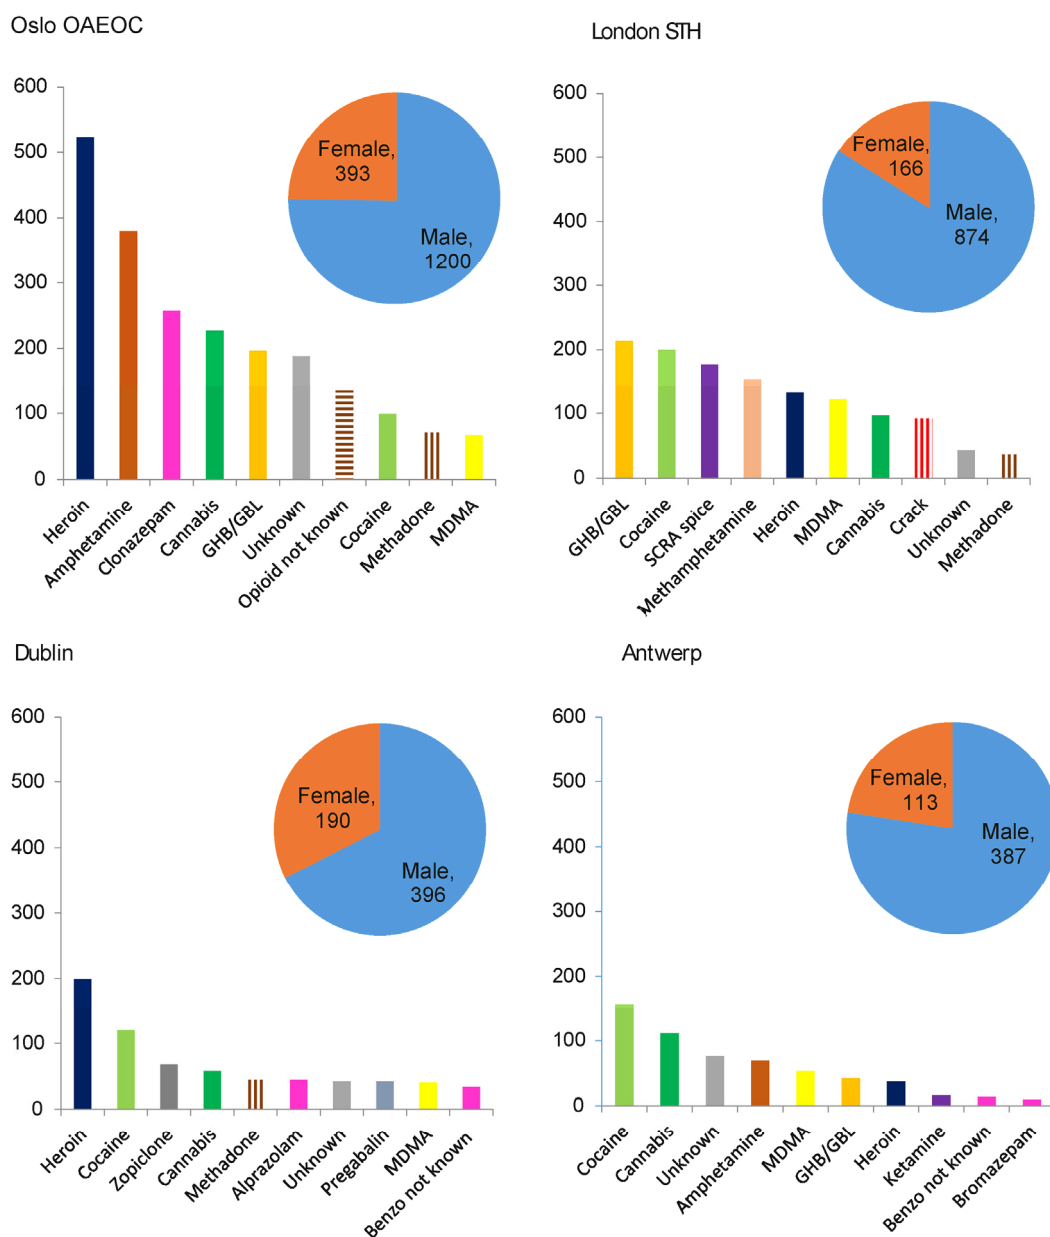 Oslo OAEOC
600
500
400
300
200
100
0
Female,
393
Male,
1200
Heroin
Amphetamine
Clonazepam
Cannabis
GHB/GBL
Unknown
Opioid not known
Cocaine
Methadone
MDMA
London STH
600
500
400
300
200
100
0
Female,
166
Male,
874
GHB/GBL
Cocaine
SCRA spice
Methamphetamine
Heroin
MDMA
Cannabis
Crack
Unknown
Methadone
Dublin
600
500
400
300
200
100
0
Female,
190
Male,
396
Heroin
Cocaine
Zopiclone
Cannabis
Methadone
Alprazolam
Unknown
Pregabalin
MDMA
Benzo not known
Antwerp
600
500
400
300
200
100
0
Female,
113
Male,
387
Cocaine
Cannabis
Unknown
Amphetamine
MDMA
GHB/GBL
Heroin
Ketamine
Benzo not known
Bromazepam